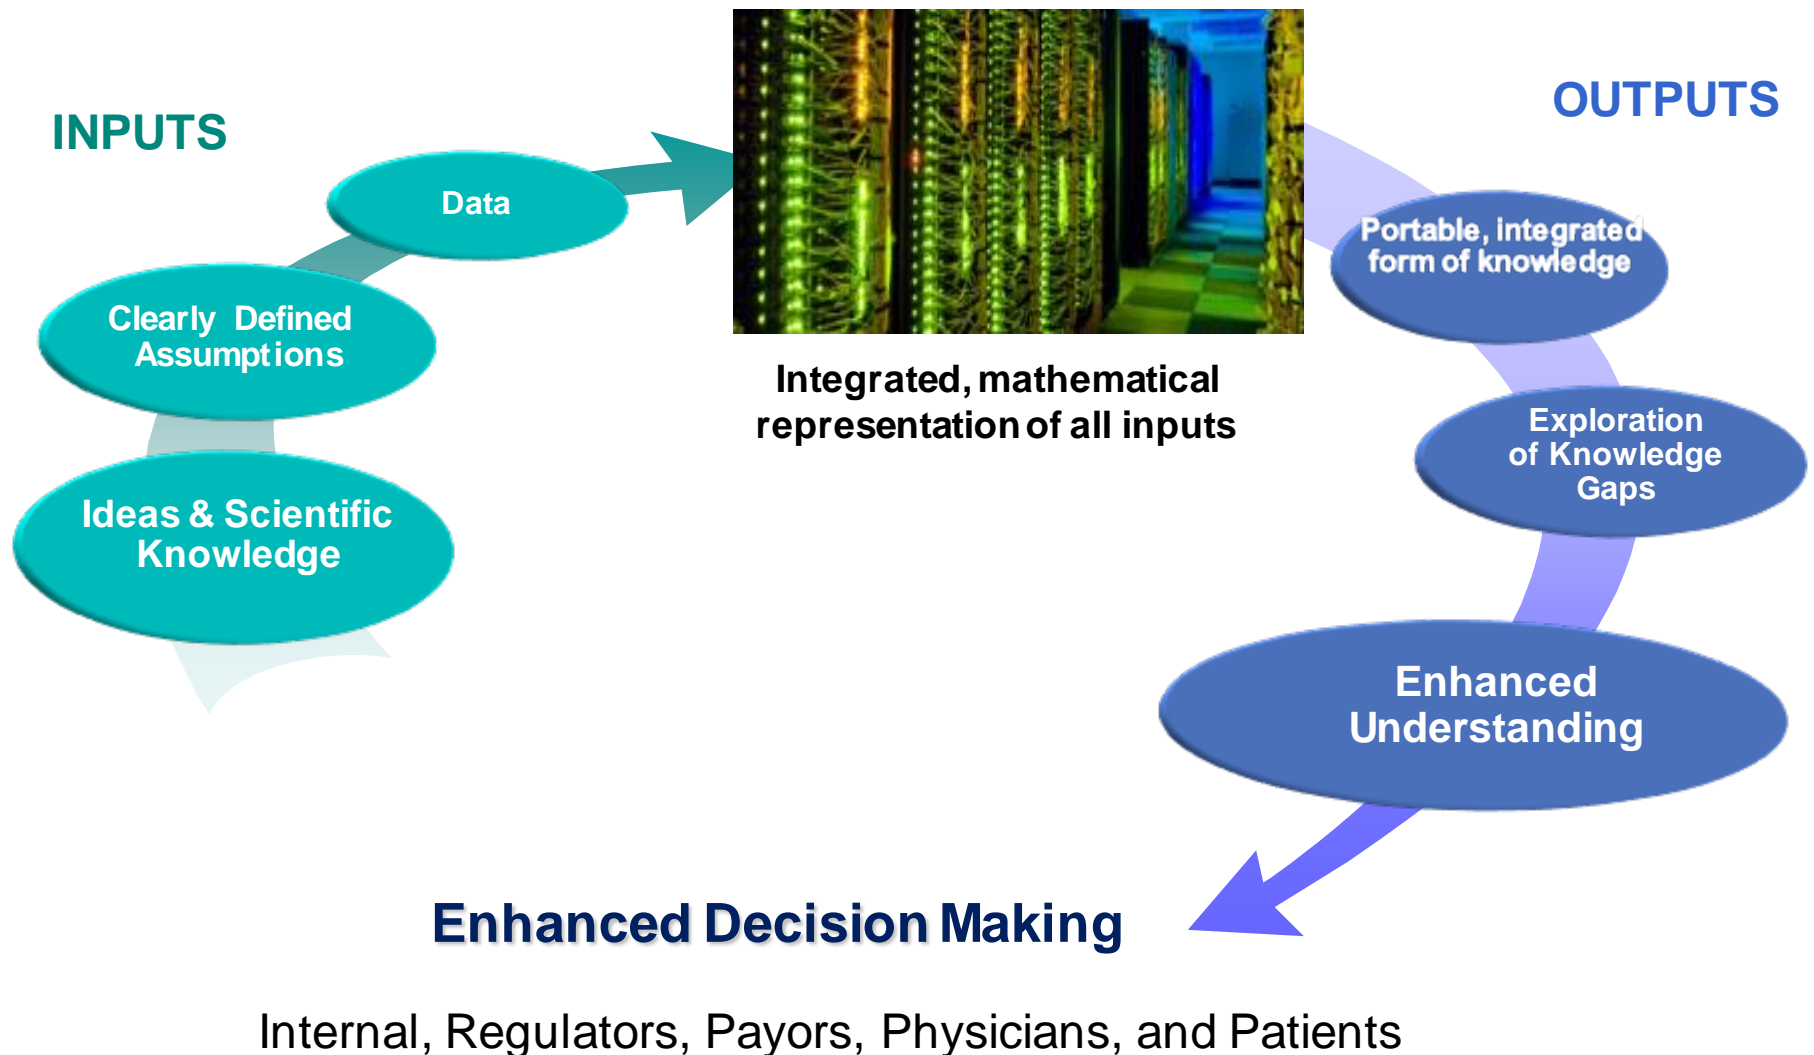 INPUTS
Data
Clearly Defined
Assumptions
Ideas & Scientific
Knowledge
Integrated, mathematical
representation of all inputs
OUTPUTS
Portable, integrated
form of knowledge
Exploration
of Knowledge
Gaps
Enhanced
Understanding
Enhanced Decision Making
Internal, Regulators, Payors, Physicians, and Patients